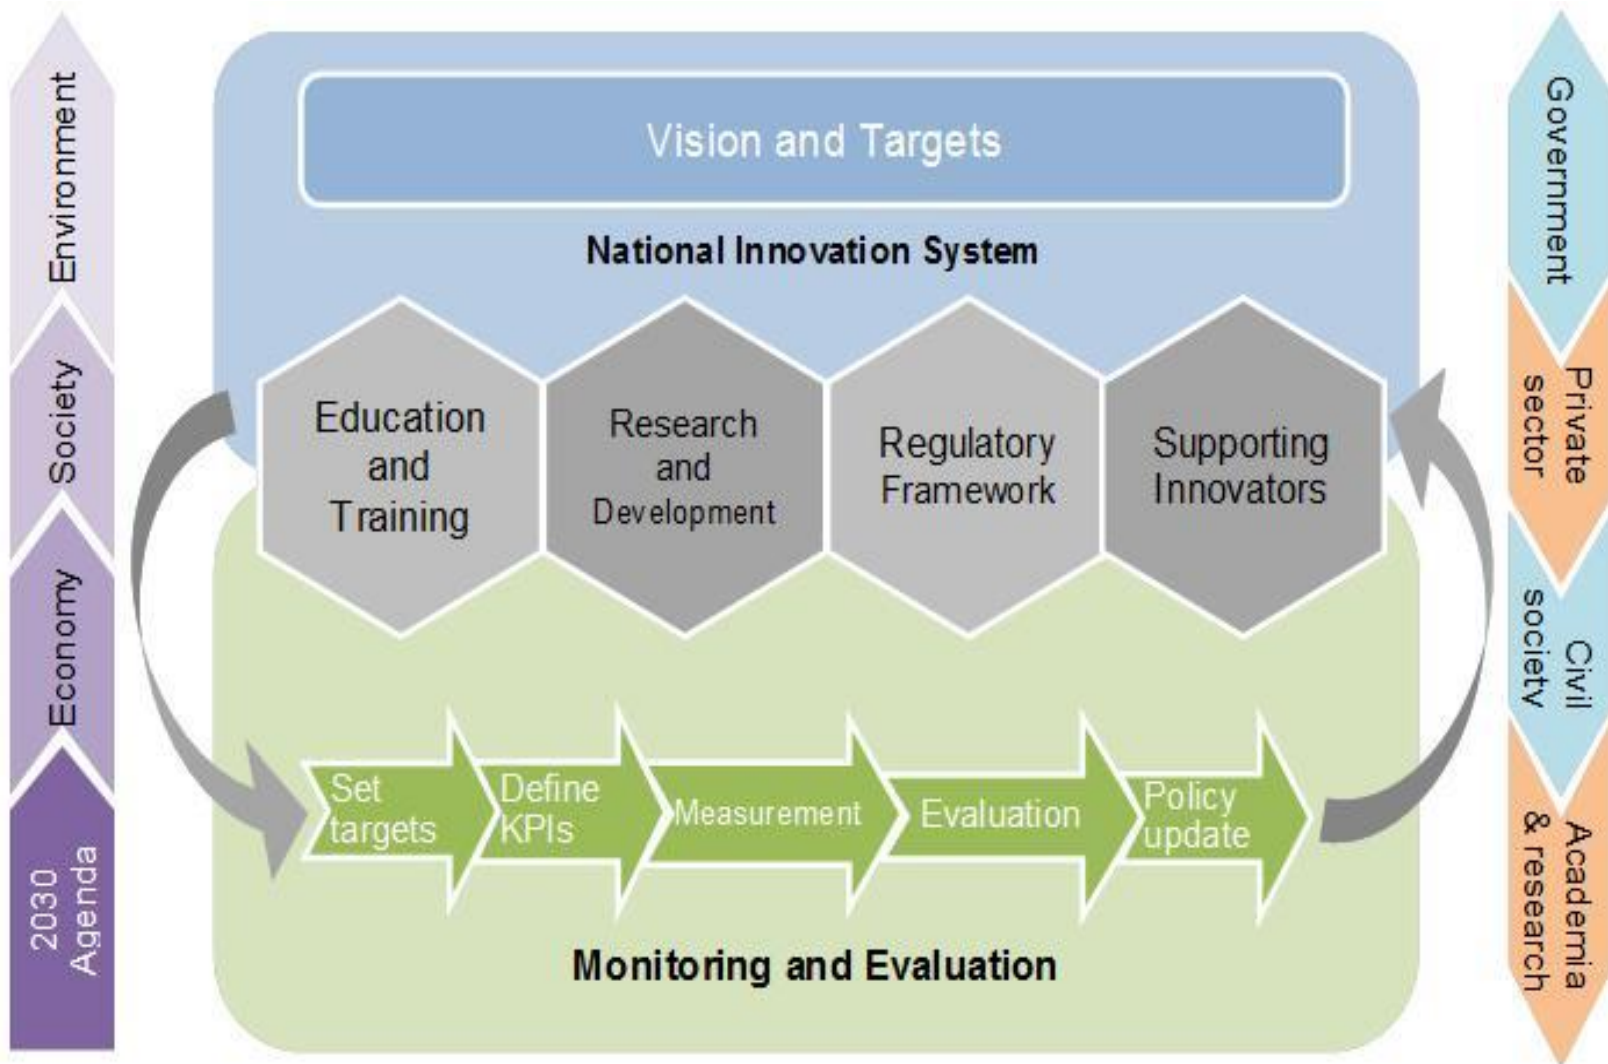 Environment
Society
Economy
2030
Agenda
Vision and Targets
National Innovation System
Education
and
Training
Research
and
Development
Regulatory
Framework
Supporting
Innovators
Set
targets
Define
KPIs
Measurement
Evaluation
Policy
update
Monitoring and Evaluation
Government
Private
sector
Civil
society
Academia
& research